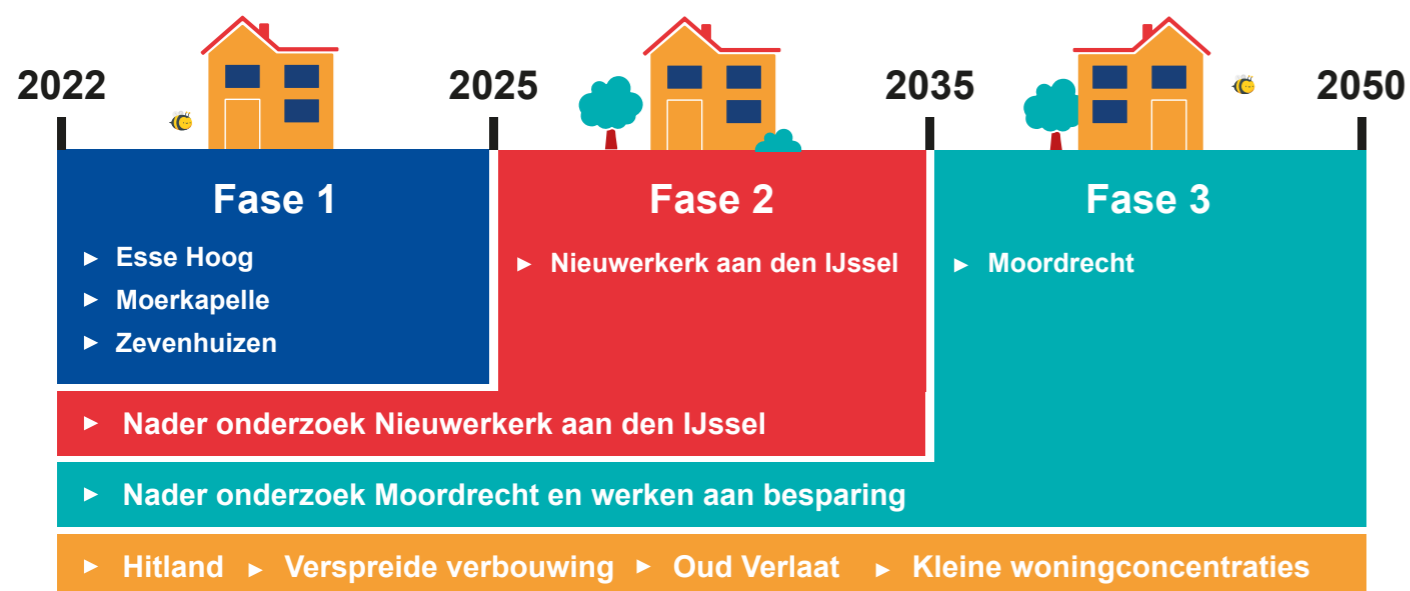 2022 2025 2035 2050
Fase 1
► Esse Hoog
► Moerkapelle
► Zevenhuizen
Fase 2
► Nieuwerkerk aan den IJssel
Fase 3
► Moordrecht
► Nader onderzoek Nieuwerkerk aan den IJssel
► Nader onderzoek Moordrecht en werken aan besparing
► Hitland ► Verspreide verbouwing ► Oud Verlaat ► Kleine woningconcentraties